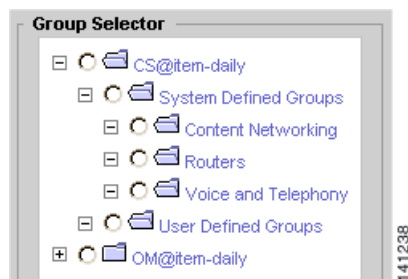 Group Selector
CS@item-daily
System Defined Groups
Content Networking
Routers
Voice and Telephony
User Defined Groups
OM@item-daily
141238